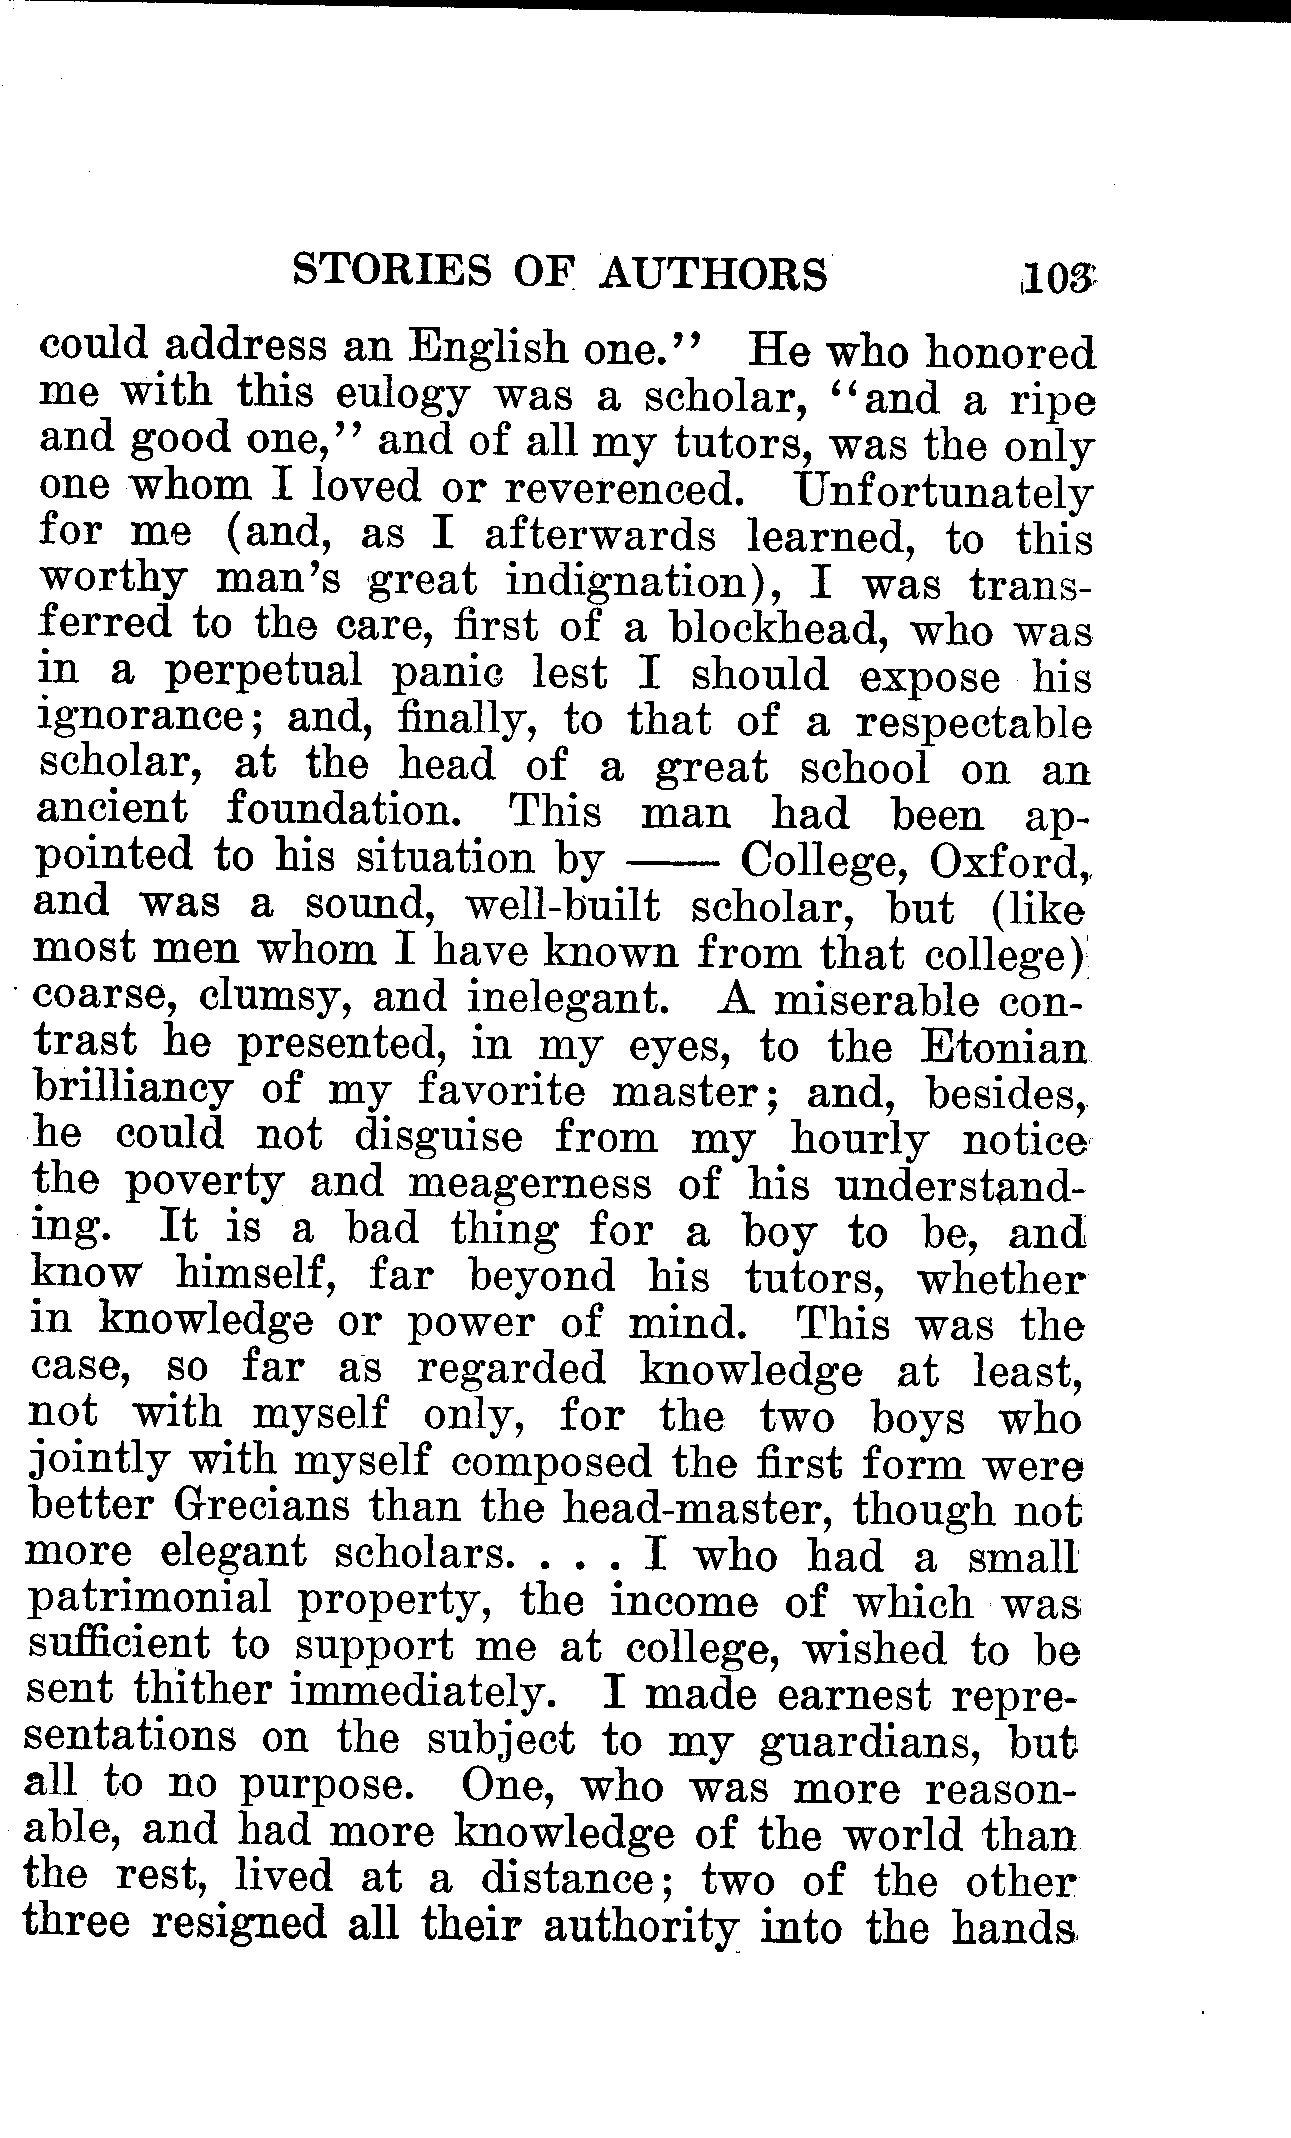 STORIES OF AUTHORS 103
could address an English one." He who honored
me with this eulogy was a scholar, "and a ripe
and good one," and of all my tutors, was the only
one whom I loved or reverenced. Unfortunately
for me (and, as I afterwards learned, to this
worthy man's great indignation), I was trans-
ferred to the care, first of a blockhead, who was
in a perpetual panic lest I should expose his
ignorance; and, finally, to that of a respectable
scholar, at the head of a great school on an
ancient foundation. This man had been ap-
pointed to his situation by —— College, Oxford,
and was a sound, well-built scholar, but (like
most men whom I have known from that college)
coarse, clumsy, and inelegant. A miserable con-
trast he presented, in my eyes, to the Etonian
brilliancy of my favorite master; and, besides,
he could not disguise from my hourly notice
the poverty and meagerness of his understand-
ing. It is a bad thing for a boy to be, and
know himself, far beyond his tutors, whether
in knowledge or power of mind. This was the
case, so far as regarded knowledge at least,
not with myself only, for the two boys who
jointly with myself composed the first form were
better Grecians than the head-master, though not
more elegant scholars. . . . I who had a small
patrimonial property, the income of which was
sufficient to support me at college, wished to be
sent thither immediately. I made earnest repre-
sentations on the subject to my guardians, but
all to no purpose. One, who was more reason-
able, and had more knowledge of the world than
the rest, lived at a distance; two of the other
three resigned all their authority into the hands